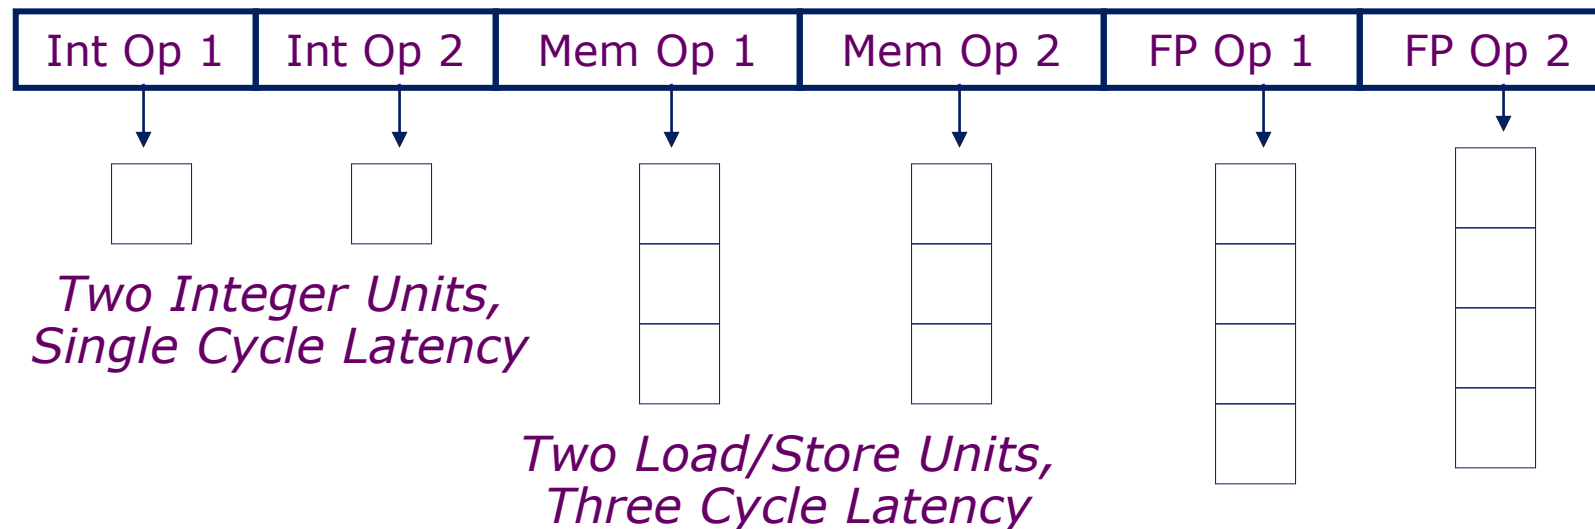 Int Op 1 Int Op 2 Mem Op 1 Mem Op 2 FP Op 1 FP Op 2
Two Integer Units,
Single Cycle Latency
Two Load/Store Units,
Three Cycle Latency